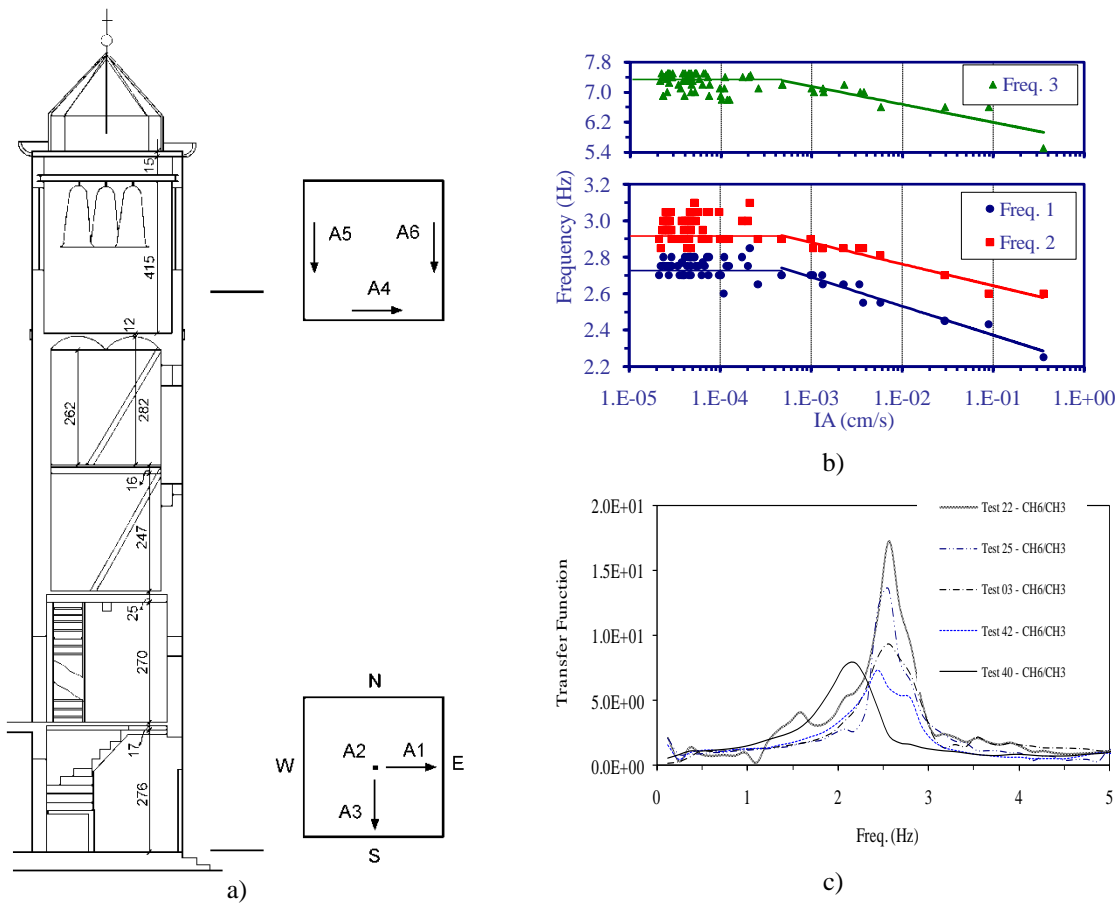 15
415
12
262
282
16
247
25
270
17
276
A5
A6
A4
N
W
A2
A1
E
A3
S
a)
7.8
7.0
6.2
5.4
Freq. 3
3.2
3.0
2.8
2.6
2.4
2.2
Frequency (Hz)
Freq. 1
Freq. 2
1.E-05
1.E-04
1.E-03
1.E-02
1.E-01
1.E+00
IA (cm/s)
b)
2.0E+01
1.5E+01
1.0E+01
5.0E+00
0.0E+00
Transfer Function
Test 22 - CH6/CH3
Test 25 - CH6/CH3
Test 03 - CH6/CH3
Test 42 - CH6/CH3
Test 40 - CH6/CH3
0
1
2
3
4
5
Freq. (Hz)
c)